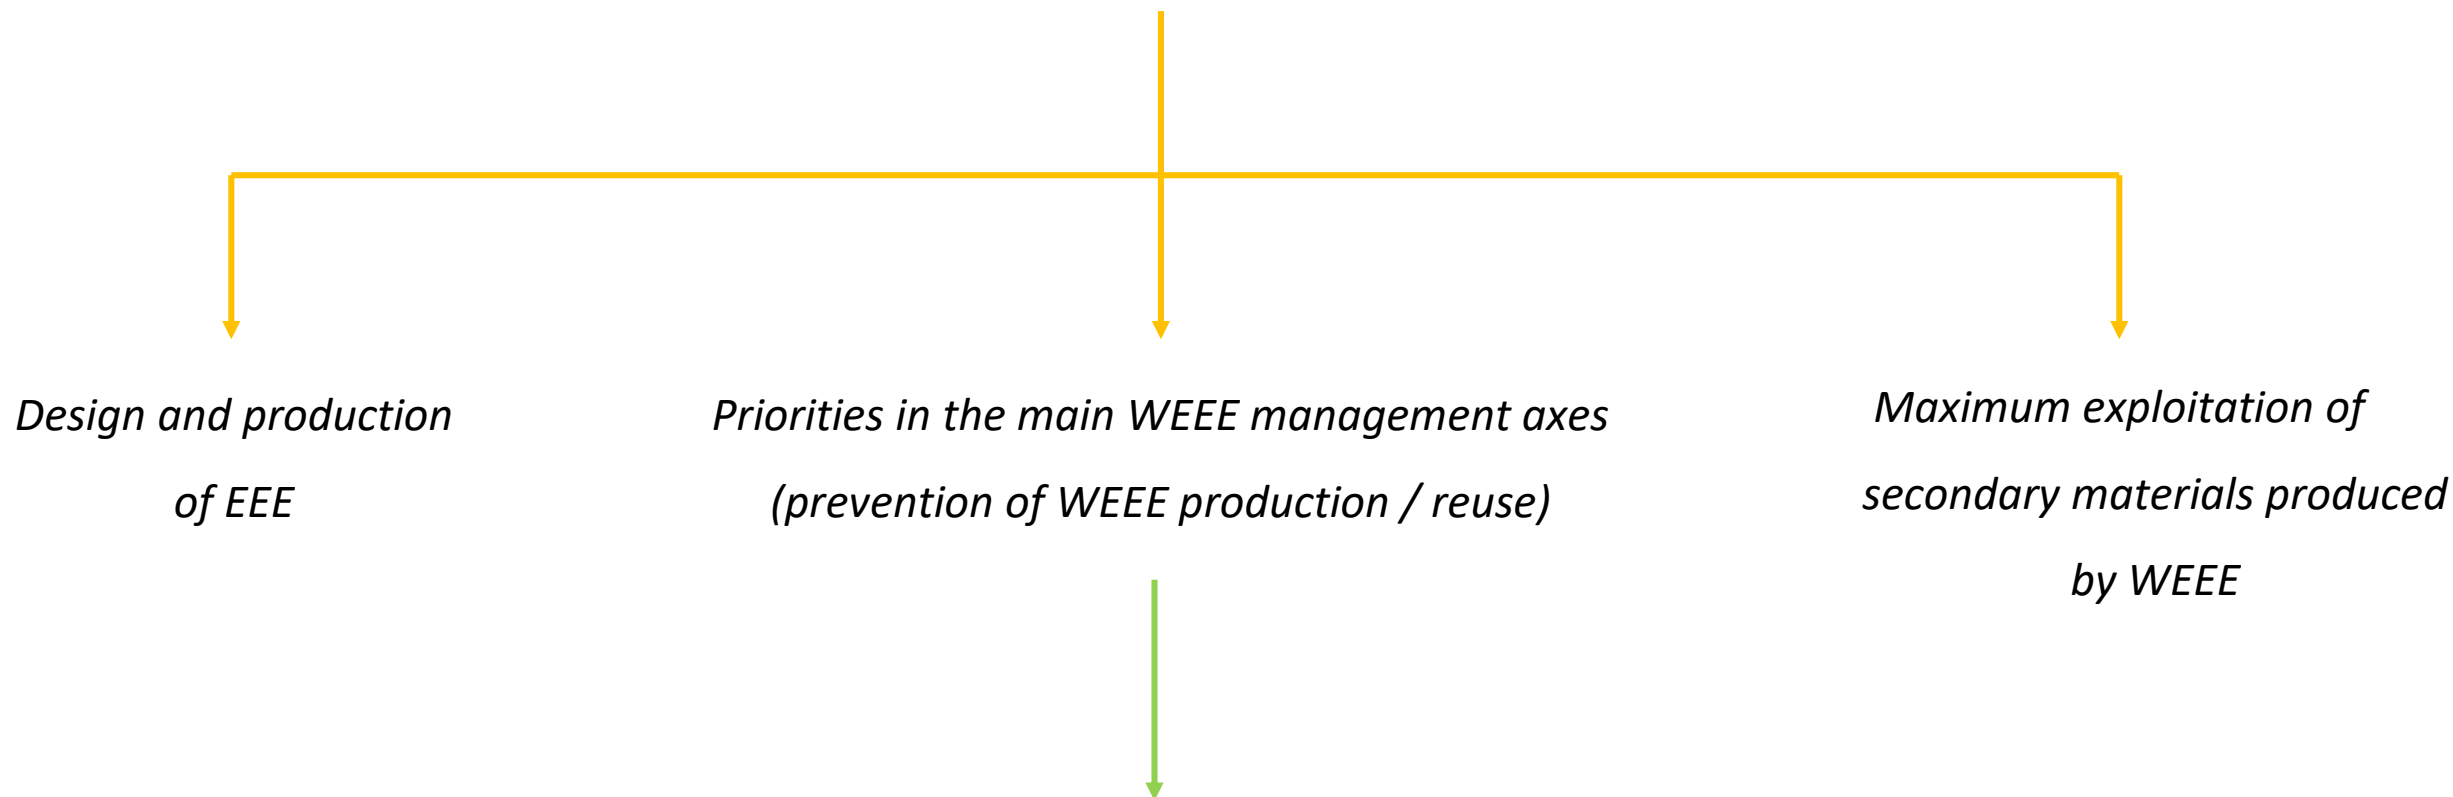 Design and production
of EEE
Priorities in the main WEEE management axes
(prevention of WEEE production / reuse)
Maximum exploitation of
secondary materials produced
by WEEE